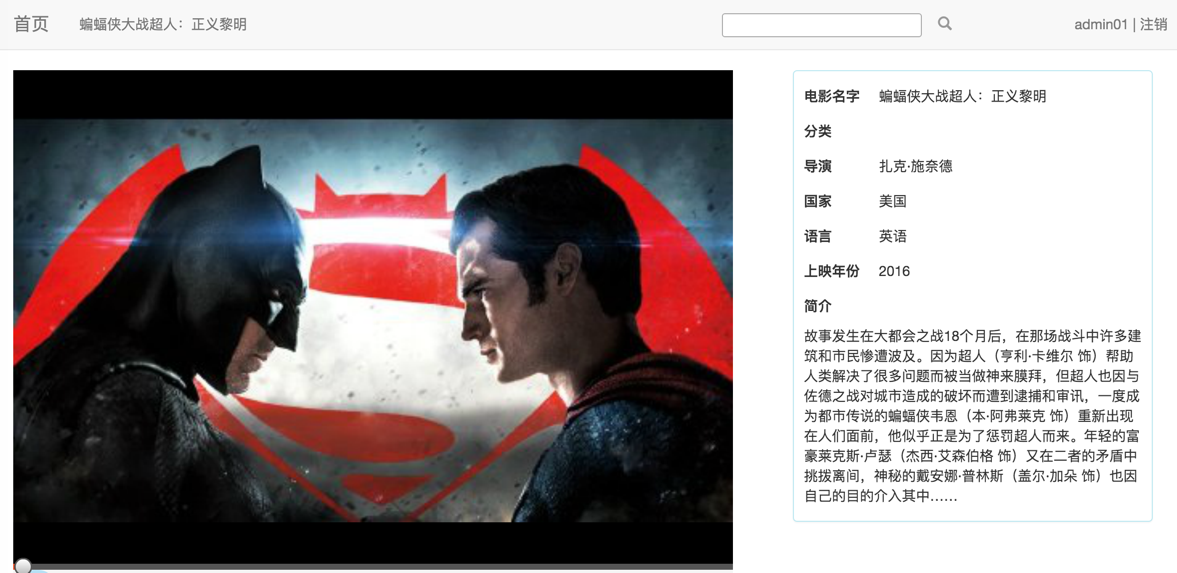 首页 蝙蝠侠大战超人：正义黎明 admin01 | 注销
电影名字 蝙蝠侠大战超人：正义黎明
分类
导演 扎克·施奈德
国家 美国
语言 英语
上映年份 2016
简介
故事发生在大都会之战18个月后，在那场战斗中许多建
筑和市民惨遭波及。因为超人（亨利·卡维尔 饰）帮助
人类解决了很多问题而被当做神来膜拜，但超人也因与
佐德之战对城市造成的破坏而遭到逮捕和审讯，一度成
为都市传说的蝙蝠侠韦恩（本·阿弗莱克 饰）重新出现
在人们面前，他似乎正是为了惩罚超人而来。年轻的富
豪莱克斯·卢瑟（杰西·艾森伯格 饰）又在二者的矛盾中
挑拨离间，神秘的戴安娜·普林斯（盖尔·加朵 饰）也因
自己的目的介入其中……